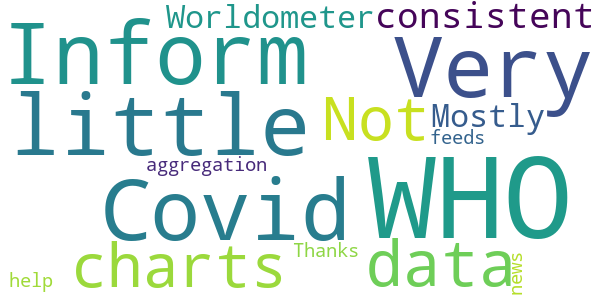 Worldometer consistent
Inform Very
little Not Mostly
feeds
aggregation
Covid WHO
charts Thanks data
help news